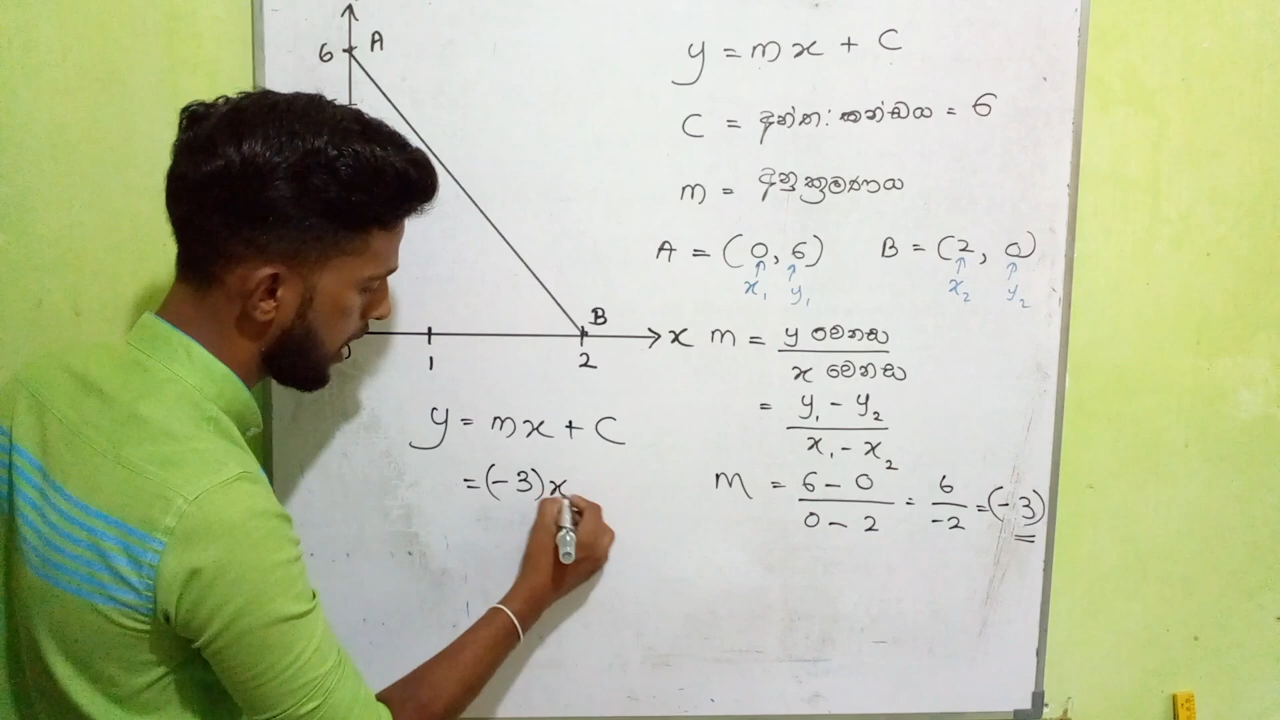 6 A
B
x
1 2
y = mx + C
= (-3)x
y = mx + C
C = අන්ත: ඛන්ඩය = 6
m = අනුක්‍රමණය
A = (0, 6) B = (2, 0)
x₁ y₁ x₂ y₂
m = y වෙනස / x වෙනස
= y₁ - y₂ / x₁ - x₂
m = 6 - 0 / 0 - 2 = 6 / -2 = (-3)